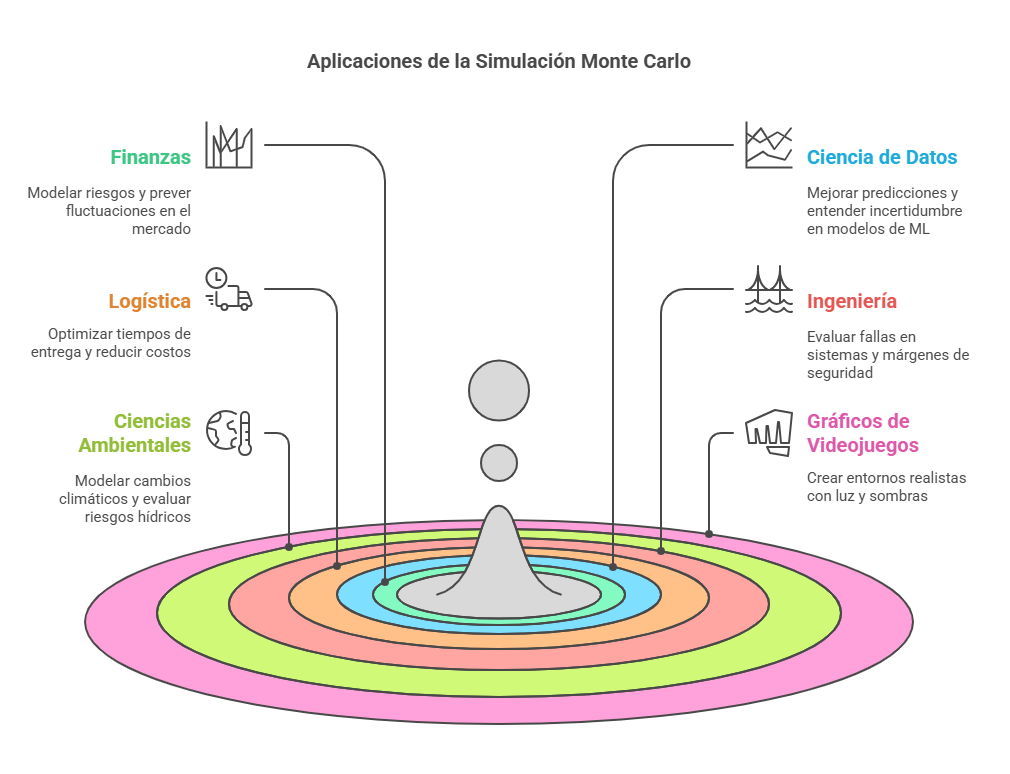 Aplicaciones de la Simulación Monte Carlo
Finanzas
Modelar riesgos y prever
fluctuaciones en el
mercado
Logística
Optimizar tiempos de
entrega y reducir costos
Ciencias
Ambientales
Modelar cambios
climáticos y evaluar
riesgos hídricos
Ciencia de Datos
Mejorar predicciones y
entender incertidumbre
en modelos de ML
Ingeniería
Evaluar fallas en
sistemas y márgenes de
seguridad
Gráficos de
Videojuegos
Crear entornos realistas
con luz y sombras